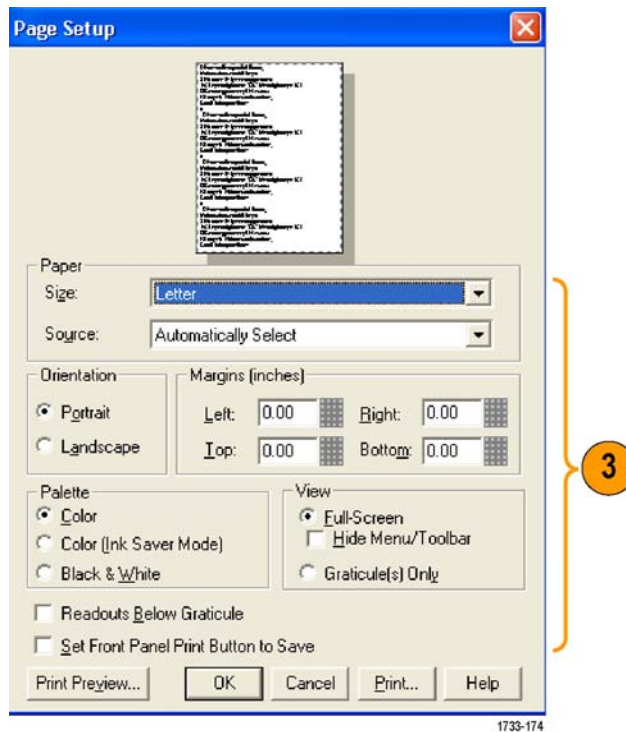 Page Setup
Paper
Size: Letter
Source: Automatically Select
Orientation
Margins (inches)
Portrait
Left: 0.00 Right: 0.00
Landscape
Top: 0.00 Bottom: 0.00
3
Palette
View
Color
Full-Screen
Color (Ink Saver Mode)
Hide Menu/Toolbar
Black & White
Graticule(s) Only
Readouts Below Graticule
Set Front Panel Print Button to Save
Print Preview... OK Cancel Print... Help
1733-174